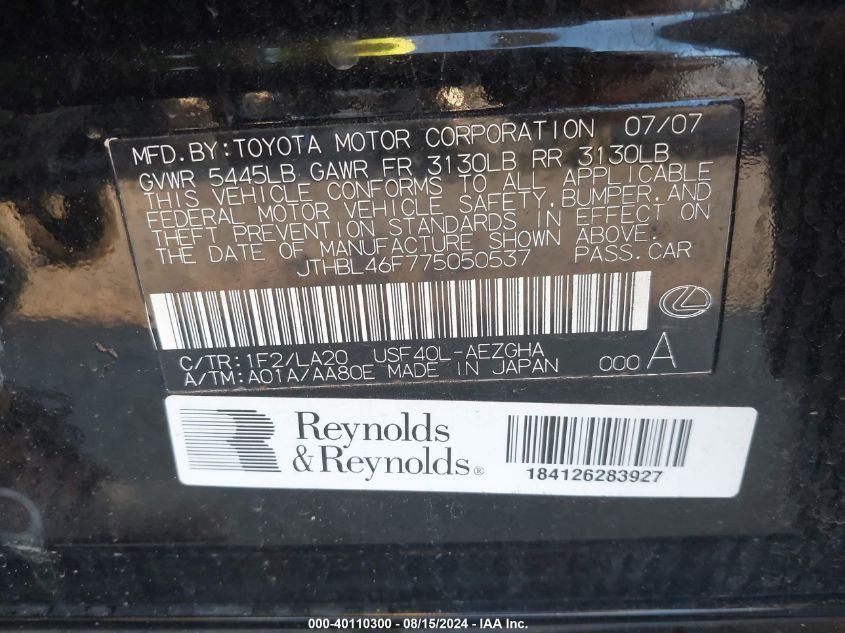 MFD.BY:TOYOTA MOTOR CORPORATION 07/07
GVWR 5445LB GAWR FR 3130LB RR 3130LB
THIS VEHICLE CONFORMS TO ALL APPLICABLE
FEDERAL MOTOR VEHICLE SAFETY,BUMPER,AND
THEFT PREVENTION STANDARDS IN EFFECT ON
THE DATE OF MANUFACTURE SHOWN ABOVE.
JTHBL46F775050537 PASS.CAR
C/TR:1F2/LA20 USF40L-AEZGHA
A/TM:A01A/AA80E MADE IN JAPAN 000 A
Reynolds
& Reynolds®
184126283927
000-40110300 - 08/15/2024 - IAA Inc.